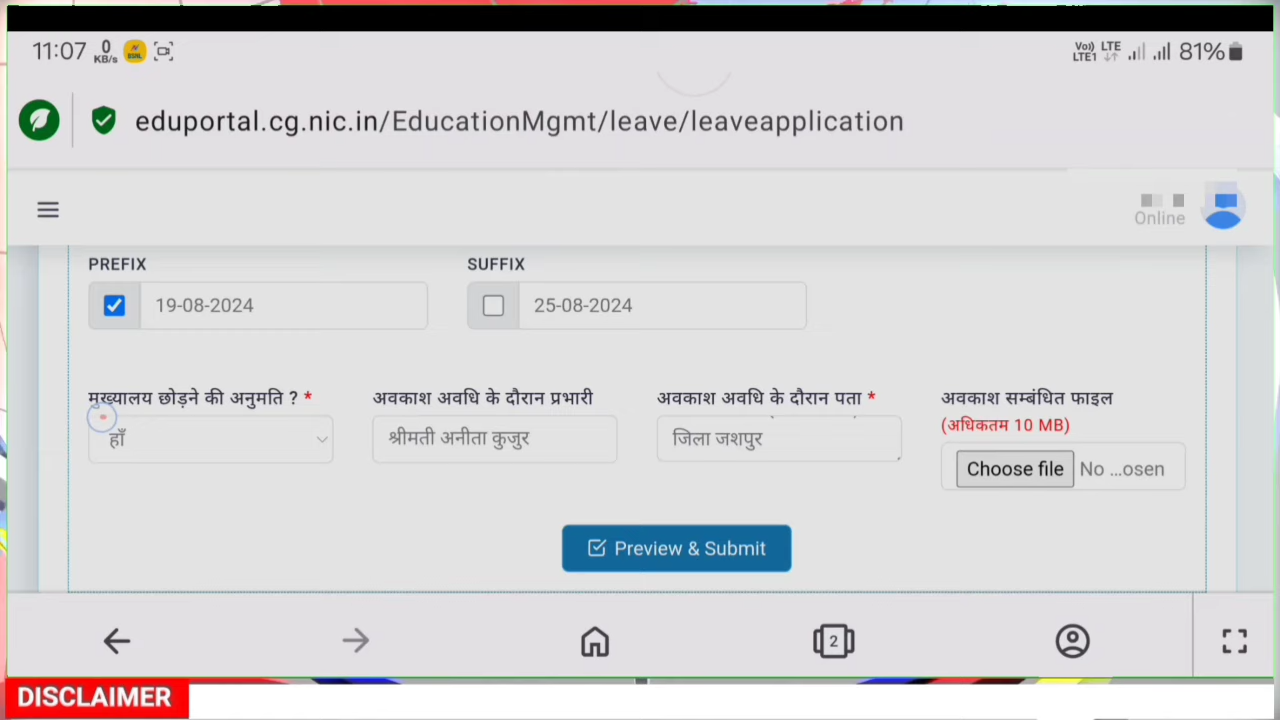 11:07 0 KB/s BSNL Vo)) LTE1 LTE 81%
eduportal.cg.nic.in/EducationMgmt/leave/leaveapplication
Online
PREFIX SUFFIX
19-08-2024 25-08-2024
मुख्यालय छोड़ने की अनुमति ? * अवकाश अवधि के दौरान प्रभारी अवकाश अवधि के दौरान पता * अवकाश सम्बंधित फाइल
(अधिकतम 10 MB)
हाँ श्रीमती अनीता कुजुर जिला जशपुर
Choose file No ...osen
Preview & Submit
2
DISCLAIMER